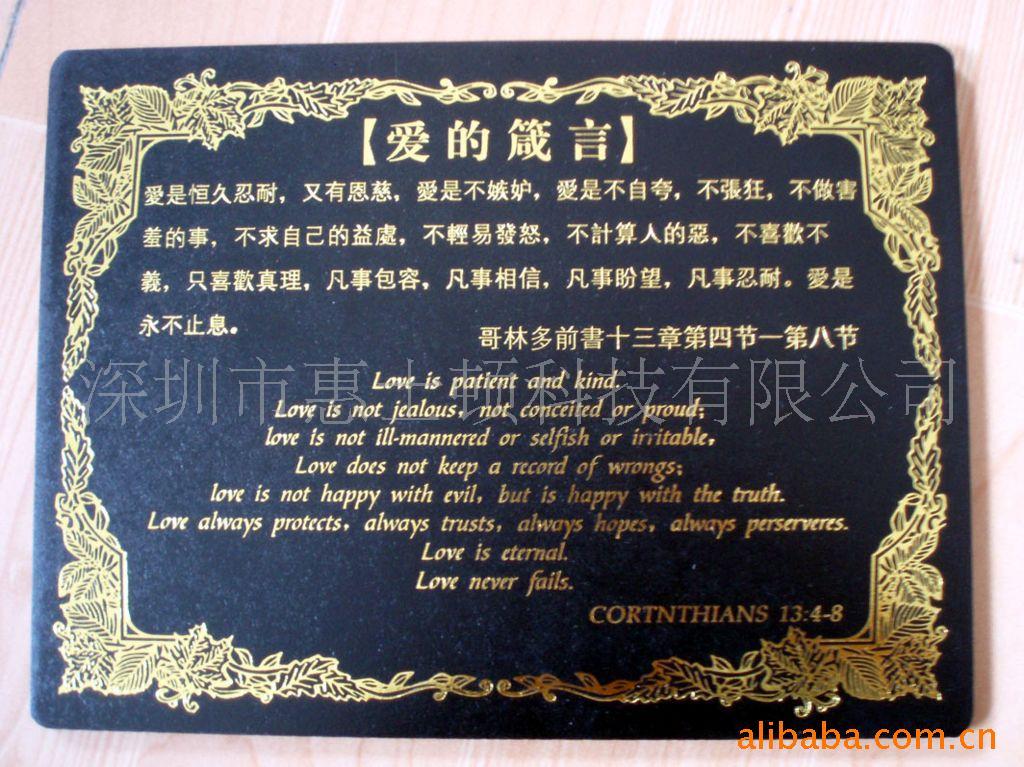 【爱的箴言】
愛是恒久忍耐，又有恩慈，愛是不嫉妒，愛是不自夸，不張狂，不做害
羞的事，不求自己的益處，不輕易發怒，不計算人的惡，不喜歡不
義，只喜歡真理，凡事包容，凡事相信，凡事盼望，凡事忍耐。愛是
永不止息。
哥林多前書十三章第四节—第八节
深圳市惠士顿科技有限公司
Love is patient and kind.
Love is not jealous, not conceited or proud;
love is not ill-mannered or selfish or irritable,
Love does not keep a record of wrongs;
love is not happy with evil, but is happy with the truth.
Love always protects, always trusts, always hopes, always perserveres.
Love is eternal.
Love never fails.
CORTNTHIANS 13:4-8
alibaba.com.cn